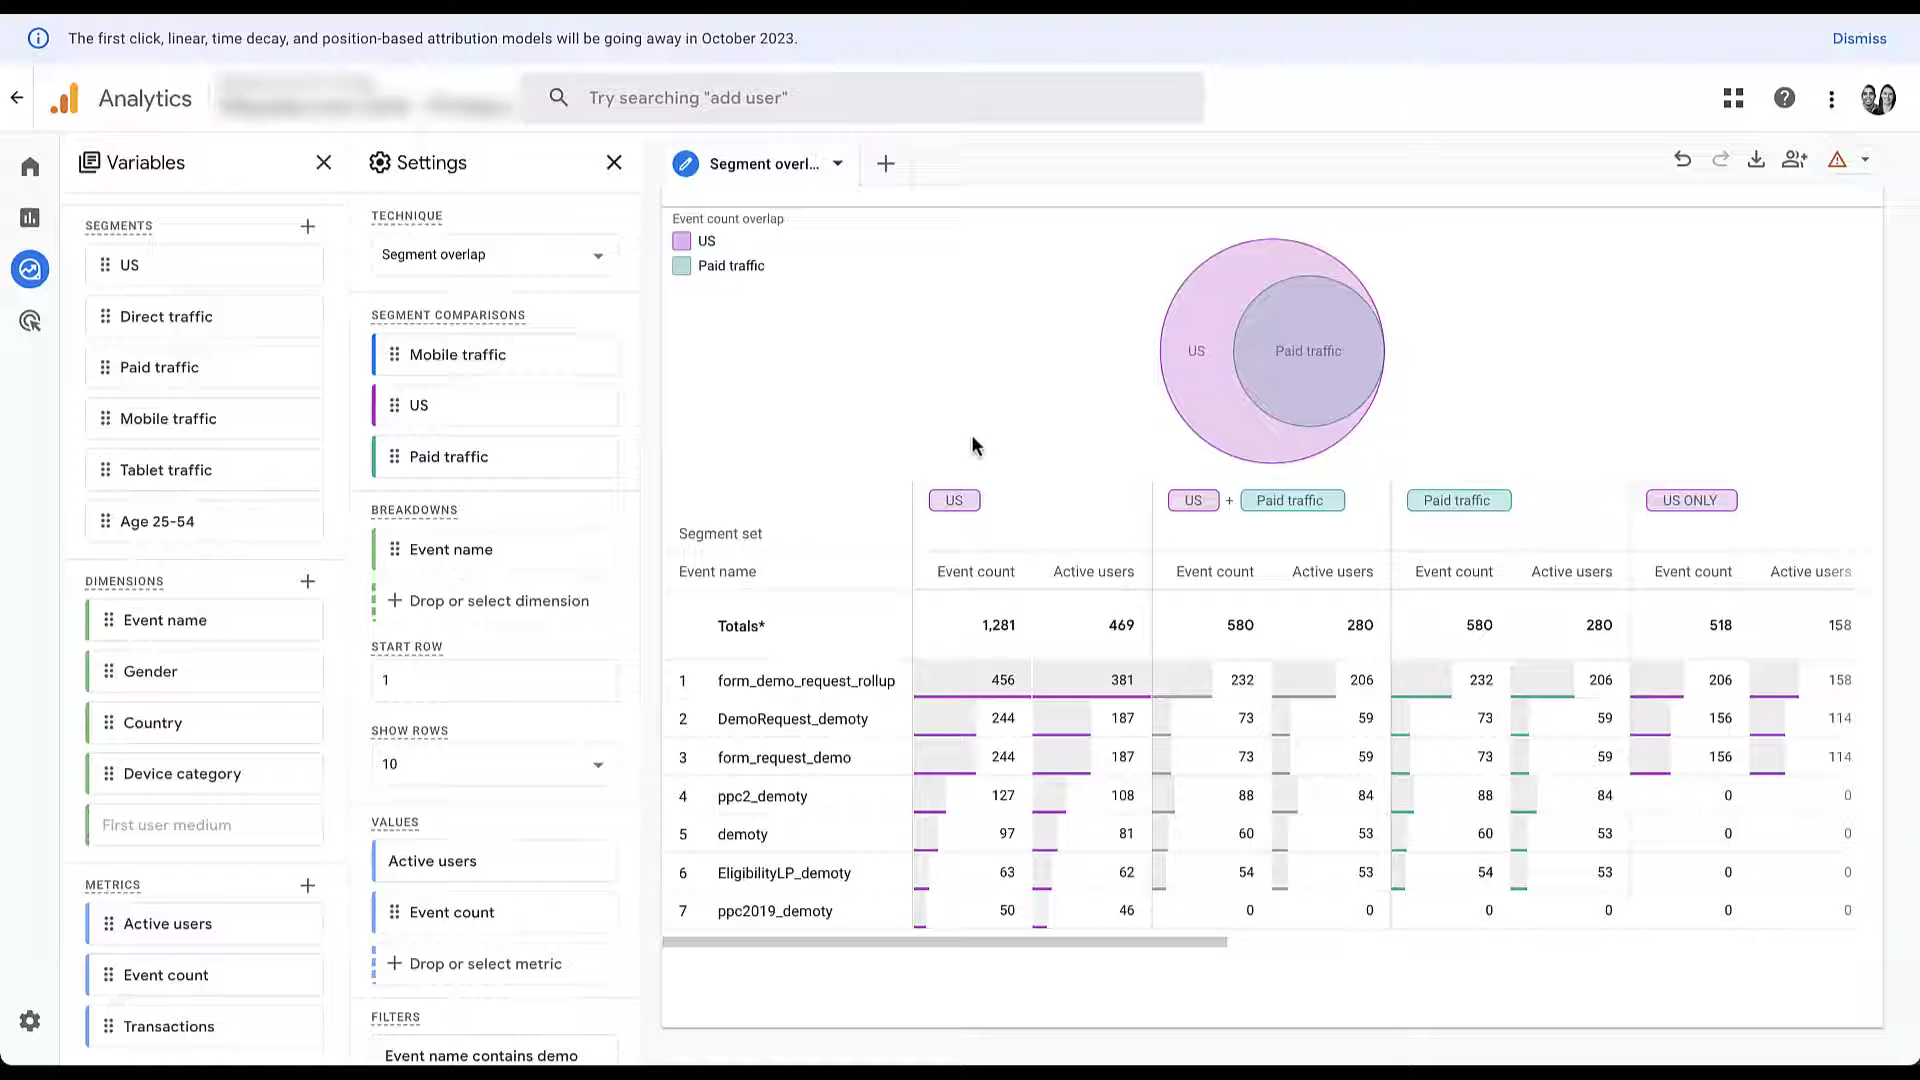 The first click, linear, time decay, and position-based attribution models will be going away in October 2023.
Dismiss
Analytics
Try searching "add user"
Variables
SEGMENTS
US
Direct traffic
Paid traffic
Mobile traffic
Tablet traffic
Age 25-54
DIMENSIONS
Event name
Gender
Country
Device category
First user medium
METRICS
Active users
Event count
Transactions
Settings
TECHNIQUE
Segment overlap
SEGMENT COMPARISONS
Mobile traffic
US
Paid traffic
BREAKDOWNS
Event name
Drop or select dimension
START ROW
1
SHOW ROWS
10
VALUES
Active users
Event count
Drop or select metric
FILTERS
Event name contains demo
Segment overl...
Event count overlap
US
Paid traffic
US Paid traffic
US US + Paid traffic Paid traffic US ONLY
Segment set
Event name Event count Active users Event count Active users Event count Active users Event count Active users
Totals* 1,281 469 580 280 580 280 518 158
1 form_demo_request_rollup 456 381 232 206 232 206 206 158
2 DemoRequest_demoty 244 187 73 59 73 59 156 114
3 form_request_demo 244 187 73 59 73 59 156 114
4 ppc2_demoty 127 108 88 84 88 84 0 0
5 demoty 97 81 60 53 60 53 0 0
6 EligibilityLP_demoty 63 62 54 53 54 53 0 0
7 ppc2019_demoty 50 46 0 0 0 0 0 0